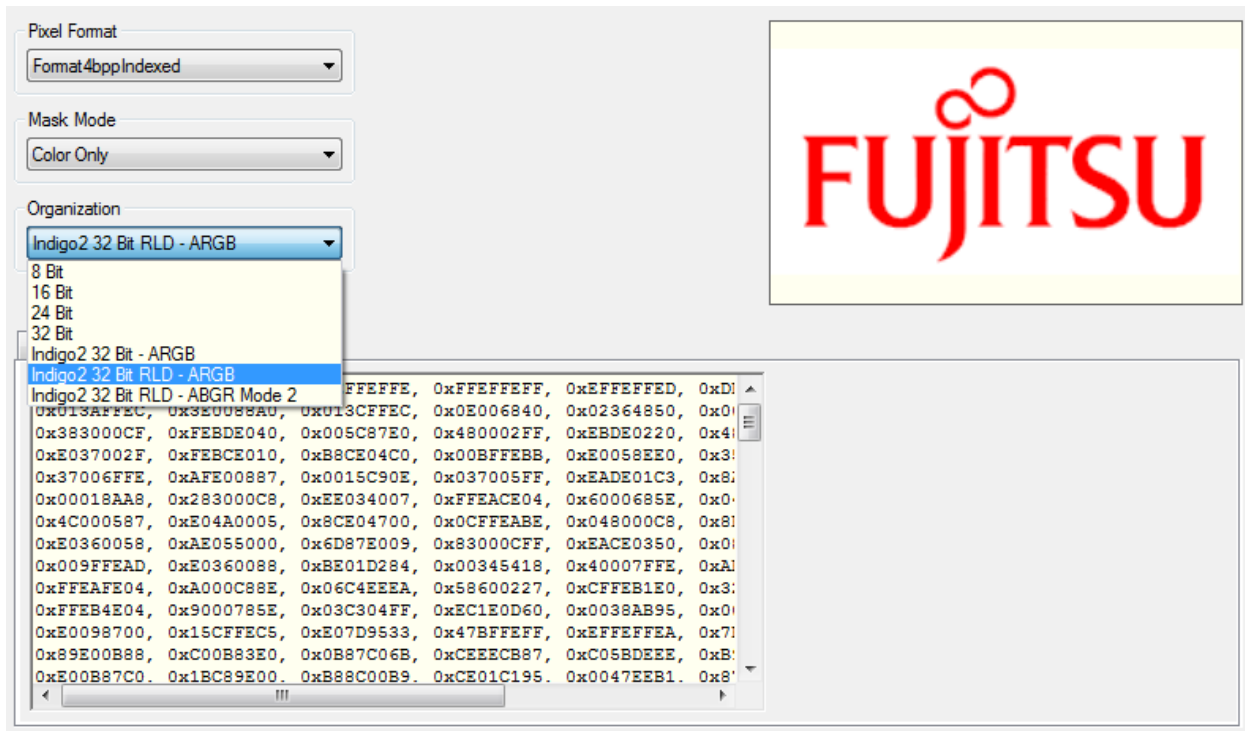 Pixel Format
Format4bppIndexed
Mask Mode
Color Only
Organization
Indigo2 32 Bit RLD - ARGB
8 Bit
16 Bit
24 Bit
32 Bit
Indigo2 32 Bit - ARGB
Indigo2 32 Bit RLD - ARGB
Indigo2 32 Bit RLD - ABGR Mode 2
FUJITSU
FFEFFE, 0xFFEFFEFF, 0xEFFEFFED,
0x013AFFEC, 0x3E0088A0, 0x013CFFEC, 0x0E006840, 0x02364850,
0x383000CF, 0xFEBDE040, 0x005C87E0, 0x480002FF, 0xEBDE0220,
0xE037002F, 0xFEBCE010, 0xB8CE04C0, 0x00BFFEBB, 0xE0058EE0,
0x37006FFE, 0xAFE00887, 0x0015C90E, 0x037005FF, 0xEADE01C3,
0x00018AA8, 0x283000C8, 0xEE034007, 0xFFEACE04, 0x6000685E,
0x4C000587, 0xE04A0005, 0x8CE04700, 0x0CFFEABE, 0x048000C8,
0xE0360058, 0xAE055000, 0x6D87E009, 0x83000CFF, 0xEACE0350,
0x009FFEAD, 0xE0360088, 0xBE01D284, 0x00345418, 0x40007FFE,
0xFFEAFE04, 0xA000C88E, 0x06C4EEEA, 0x58600227, 0xCFFEB1E0,
0xFFEB4E04, 0x9000785E, 0x03C304FF, 0xEC1E0D60, 0x0038AB95,
0xE0098700, 0x15CFFEC5, 0xE07D9533, 0x47BFFEFF, 0xEFFEFFEA,
0x89E00B88, 0xC00B83E0, 0x0B87C06B, 0xCEEECB87, 0xC05BDEEE,
0xE00B87C0, 0x1BC89E00, 0xB88C00B9, 0xCE01C195, 0x0047EEB1,